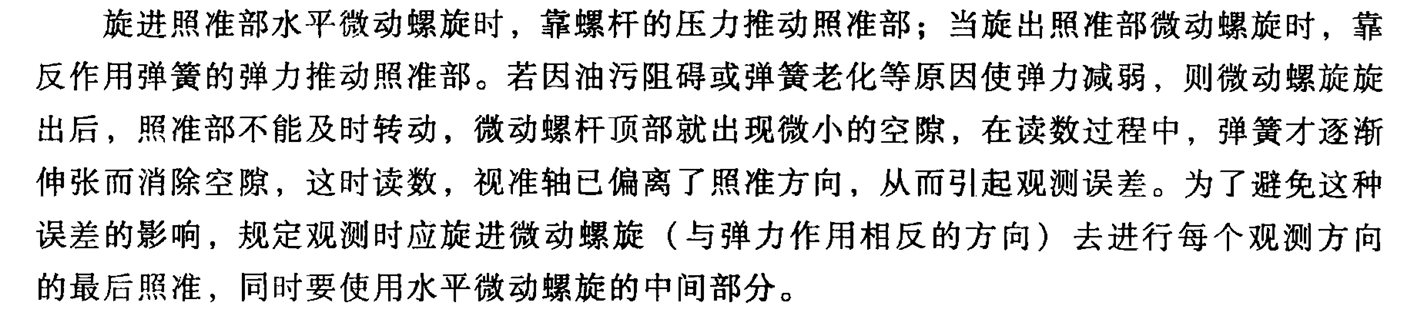 旋进照准部水平微动螺旋时，靠螺杆的压力推动照准部；当旋出照准部微动螺旋时，靠
反作用弹簧的弹力推动照准部。若因油污阻碍或弹簧老化等原因使弹力减弱，则微动螺旋旋
出后，照准部不能及时转动，微动螺杆顶部就出现微小的空隙，在读数过程中，弹簧才逐渐
伸张而消除空隙，这时读数，视准轴已偏离了照准方向，从而引起观测误差。为了避免这种
误差的影响，规定观测时应旋进微动螺旋（与弹力作用相反的方向）去进行每个观测方向
的最后照准，同时要使用水平微动螺旋的中间部分。